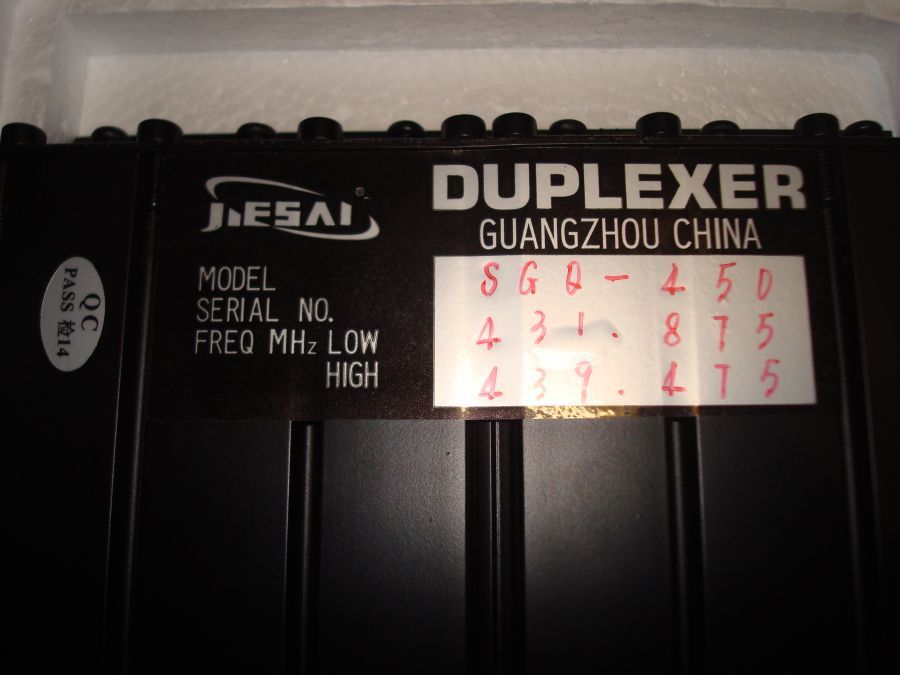 JIESAI ®
DUPLEXER
GUANGZHOU CHINA
MODEL SGQ-450
SERIAL NO. 431.875
FREQ MHz LOW 439.475
HIGH
QC
PASS 检14